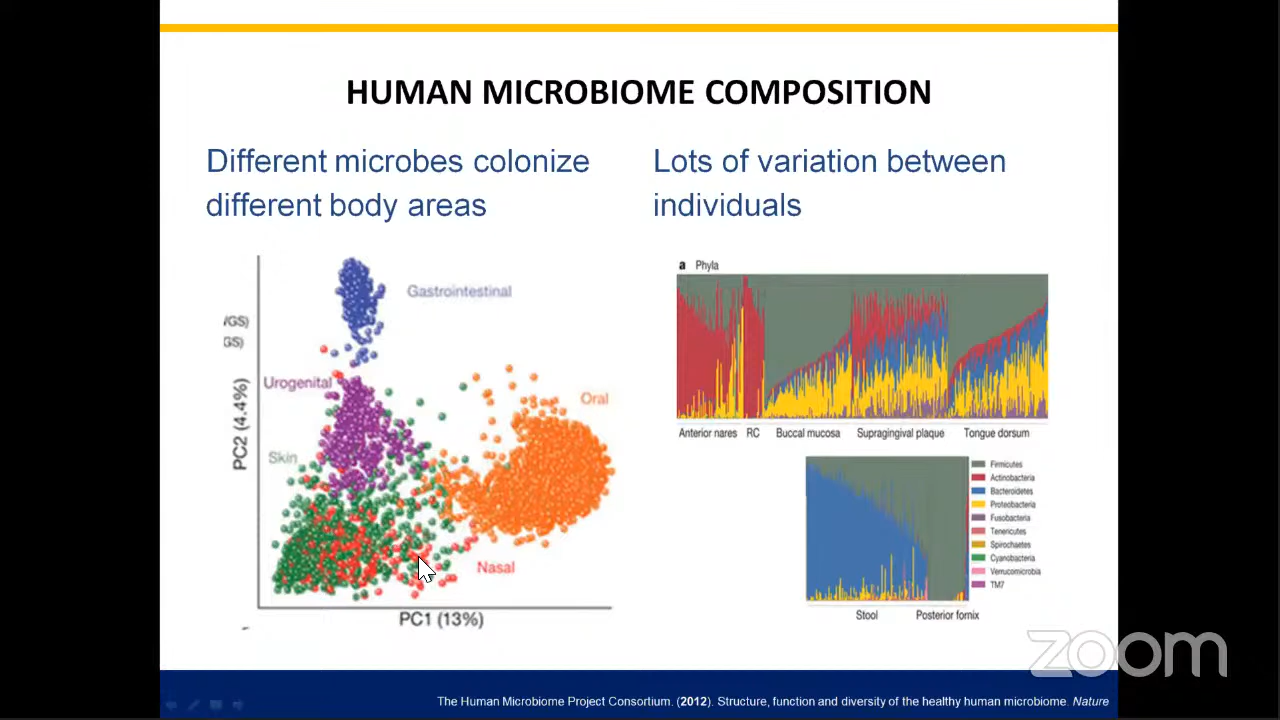 HUMAN MICROBIOME COMPOSITION
Different microbes colonize
different body areas
Lots of variation between
individuals
Gastrointestinal
Urogenital
Oral
Skin
Nasal
PC2 (4.4%)
PC1 (13%)
GS)
a Phyla
Anterior nares RC Buccal mucosa Supragingival plaque Tongue dorsum
Firmicutes
Actinobacteria
Bacteroidetes
Proteobacteria
Fusobacteria
Tenericutes
Spirochaetes
Cyanobacteria
Verrucomicrobia
TM7
Stool Posterior fornix
zoom
The Human Microbiome Project Consortium. (2012). Structure, function and diversity of the healthy human microbiome. Nature